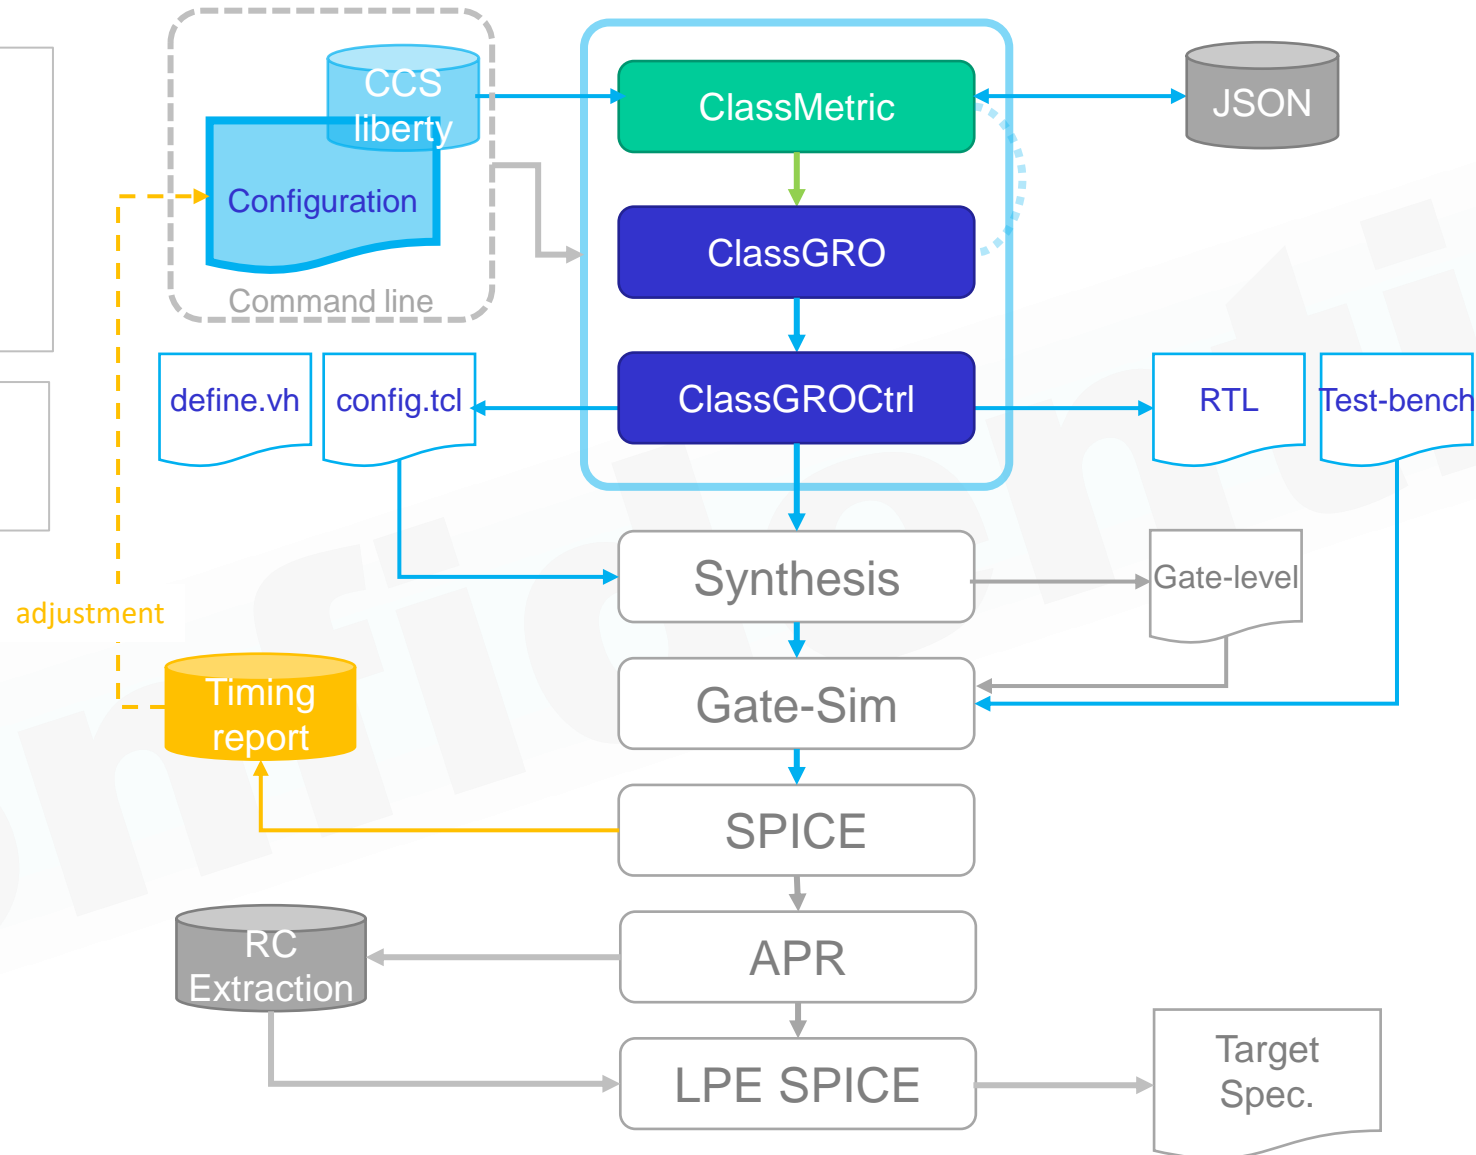 CCS
liberty
ClassMetric
JSON
Configuration
ClassGRO
Command line
define.vh
config.tcl
ClassGROCtrl
RTL
Test-bench
Synthesis
Gate-level
adjustment
Timing
report
Gate-Sim
SPICE
RC
Extraction
APR
LPE SPICE
Target
Spec.